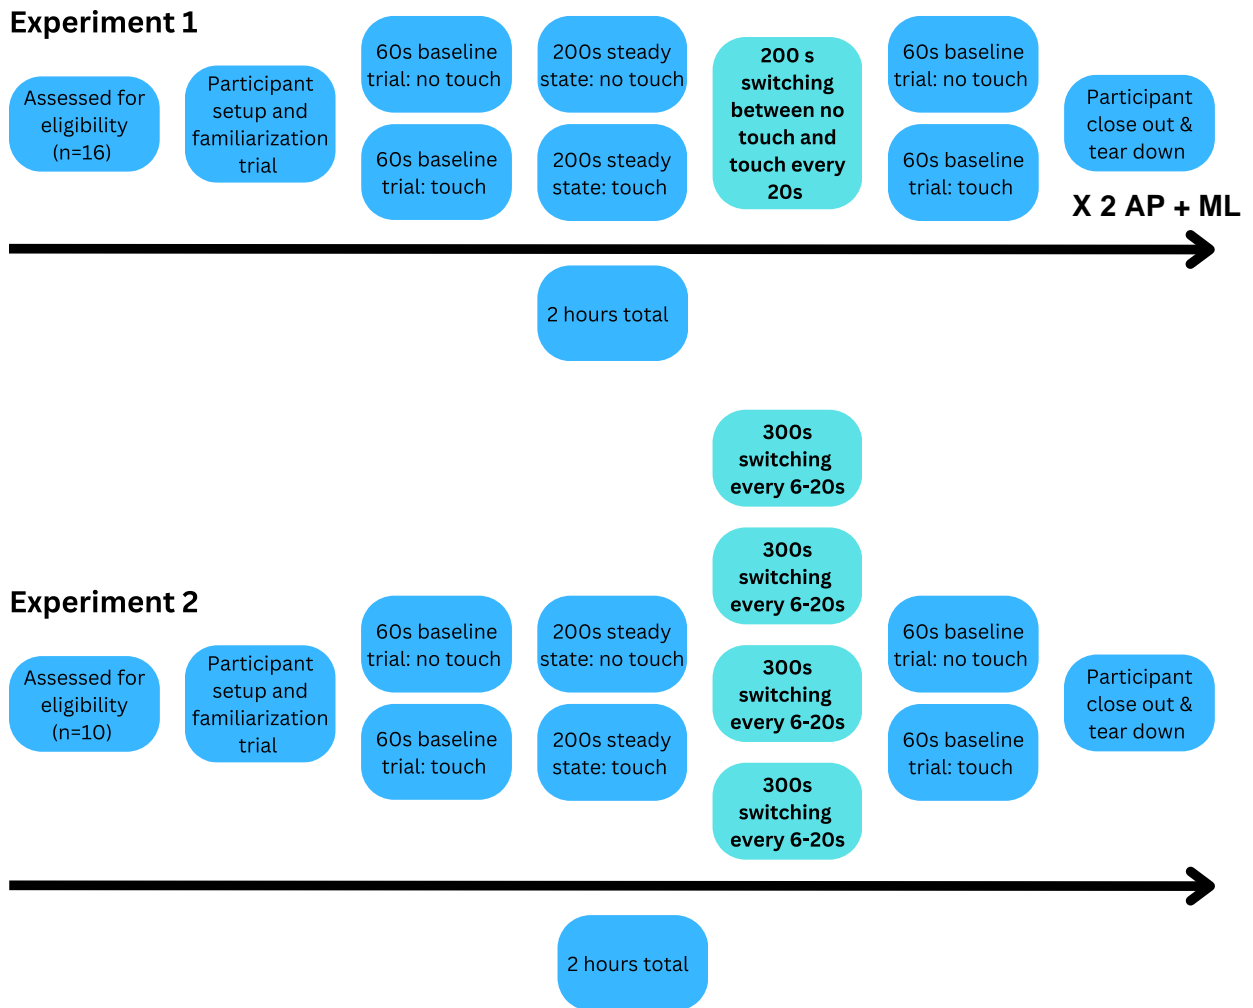 Experiment 1
Assessed for
eligibility
(n=16)
Participant
setup and
familiarization
trial
60s baseline
trial: no touch
60s baseline
trial: touch
200s steady
state: no touch
200s steady
state: touch
200 s
switching
between no
touch and
touch every
20s
60s baseline
trial: no touch
60s baseline
trial: touch
Participant
close out &
tear down
X 2 AP + ML
2 hours total
Experiment 2
Assessed for
eligibility
(n=10)
Participant
setup and
familiarization
trial
60s baseline
trial: no touch
60s baseline
trial: touch
200s steady
state: no touch
200s steady
state: touch
300s
switching
every 6-20s
300s
switching
every 6-20s
300s
switching
every 6-20s
300s
switching
every 6-20s
60s baseline
trial: no touch
60s baseline
trial: touch
Participant
close out &
tear down
2 hours total